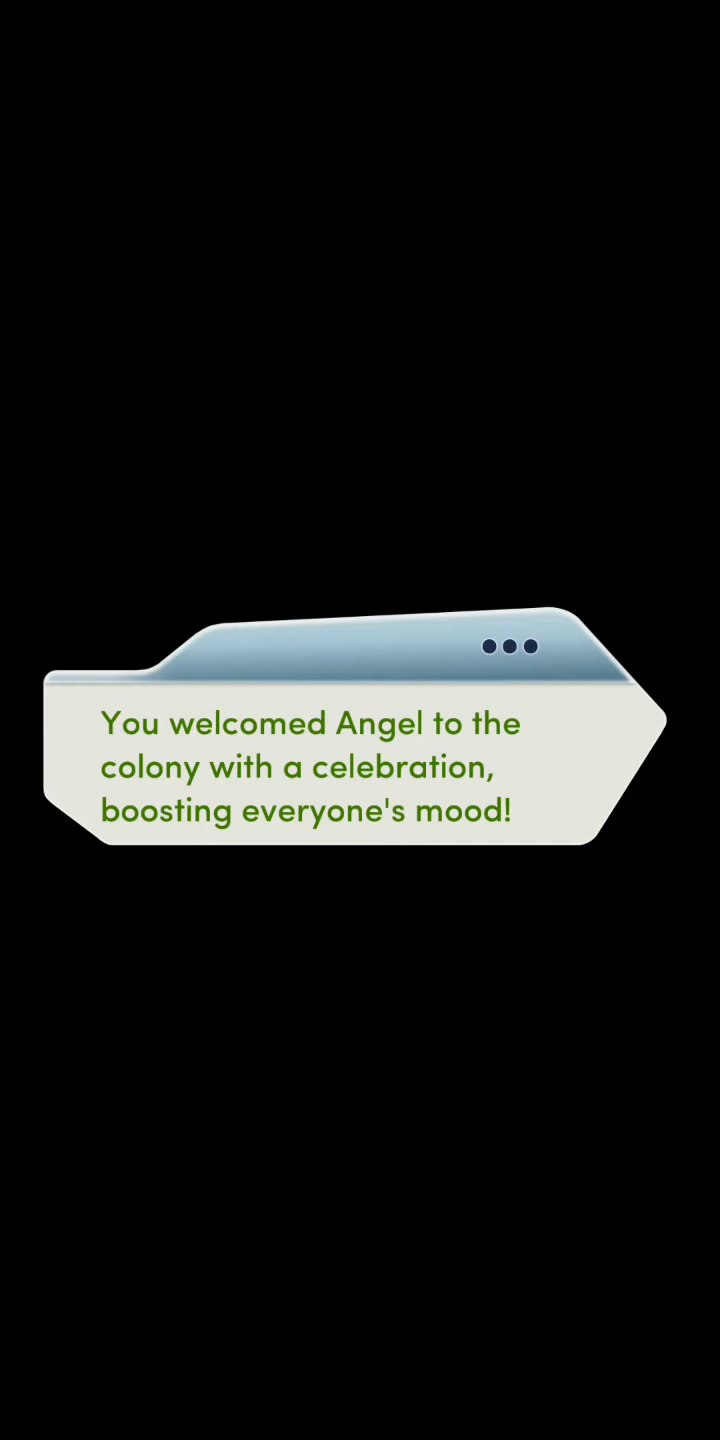 You welcomed Angel to the
colony with a celebration,
boosting everyone's mood!